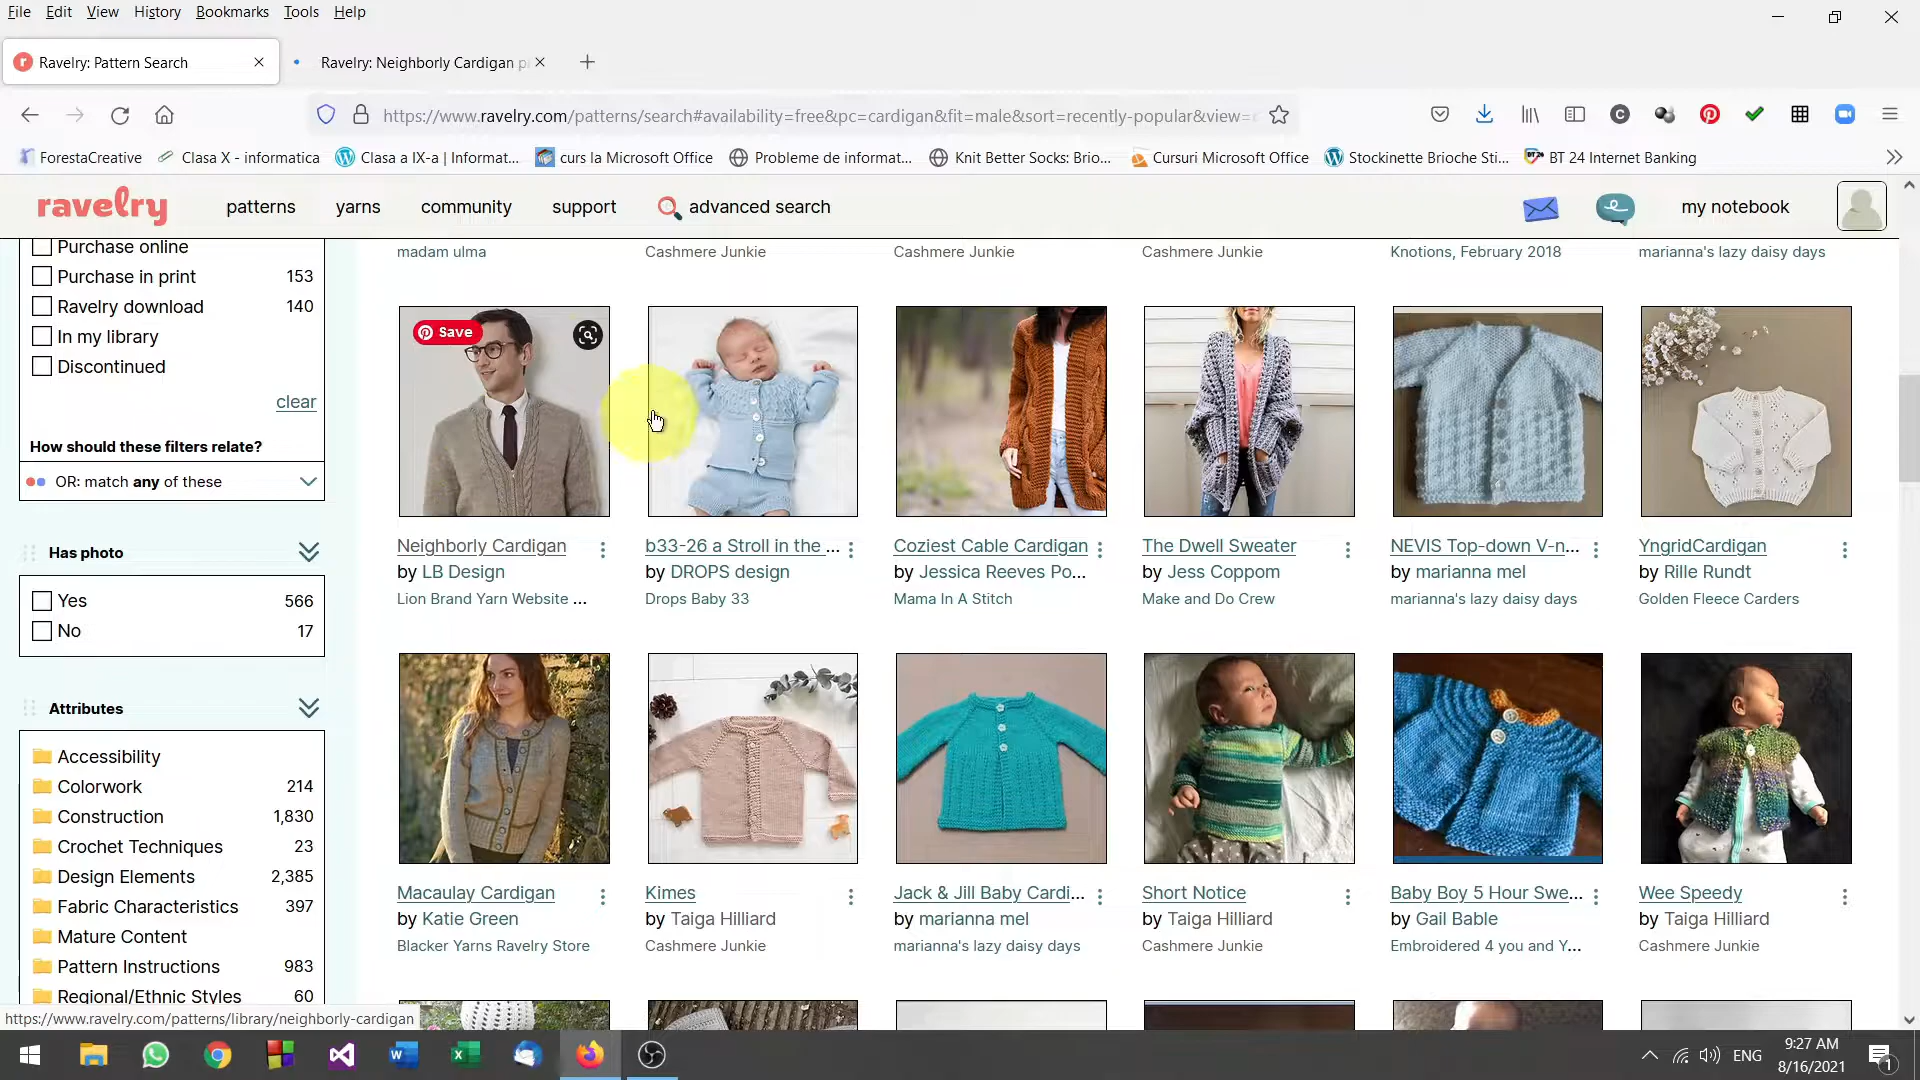 File Edit View History Bookmarks Tools Help
Ravelry: Pattern Search
Ravelry: Neighborly Cardigan p
https://www.ravelry.com/patterns/search#availability=free&pc=cardigan&fit=male&sort=recently-popular&view=
ForestaCreative
Clasa X - informatica
Clasa a IX-a | Informat...
curs la Microsoft Office
Probleme de informat...
Knit Better Socks: Brio...
Cursuri Microsoft Office
Stockinette Brioche Sti...
BT 24 Internet Banking
ravelry
patterns
yarns
community
support
advanced search
my notebook
Purchase online
Purchase in print 153
Ravelry download 140
In my library
Discontinued
clear
How should these filters relate?
OR: match any of these
Has photo
Yes 566
No 17
Attributes
Accessibility
Colorwork 214
Construction 1,830
Crochet Techniques 23
Design Elements 2,385
Fabric Characteristics 397
Mature Content
Pattern Instructions 983
Regional/Ethnic Styles 60
madam ulma
Cashmere Junkie
Cashmere Junkie
Cashmere Junkie
Knotions, February 2018
marianna's lazy daisy days
Save
Neighborly Cardigan
by LB Design
Lion Brand Yarn Website ...
b33-26 a Stroll in the ...
by DROPS design
Drops Baby 33
Coziest Cable Cardigan
by Jessica Reeves Po...
Mama In A Stitch
The Dwell Sweater
by Jess Coppom
Make and Do Crew
NEVIS Top-down V-n...
by marianna mel
marianna's lazy daisy days
YngridCardigan
by Rille Rundt
Golden Fleece Carders
Macaulay Cardigan
by Katie Green
Blacker Yarns Ravelry Store
Kimes
by Taiga Hilliard
Cashmere Junkie
Jack & Jill Baby Cardi...
by marianna mel
marianna's lazy daisy days
Short Notice
by Taiga Hilliard
Cashmere Junkie
Baby Boy 5 Hour Swe...
by Gail Bable
Embroidered 4 you and Y...
Wee Speedy
by Taiga Hilliard
Cashmere Junkie
https://www.ravelry.com/patterns/library/neighborly-cardigan
ENG
9:27 AM
8/16/2021
1